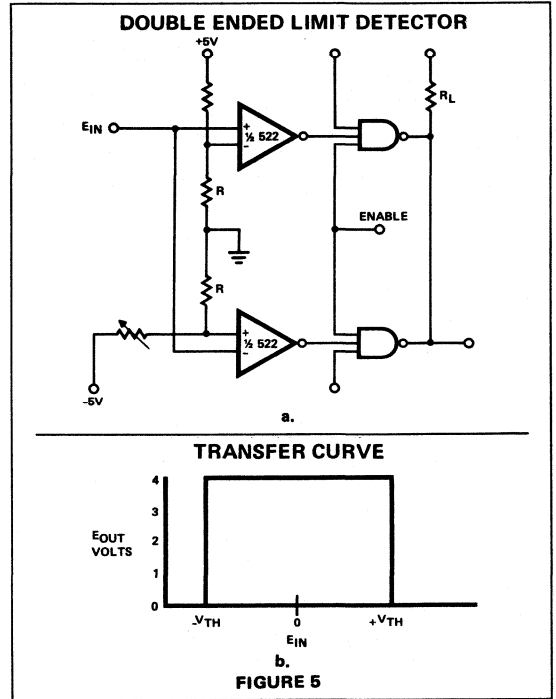 DOUBLE ENDED LIMIT DETECTOR
+5V
RL
EIN
+
½ 522
−
R
ENABLE
R
+
½ 522
−
-5V
a.
TRANSFER CURVE
4
3
EOUT
VOLTS
2
1
0
-VTH
0
+VTH
EIN
b.
FIGURE 5